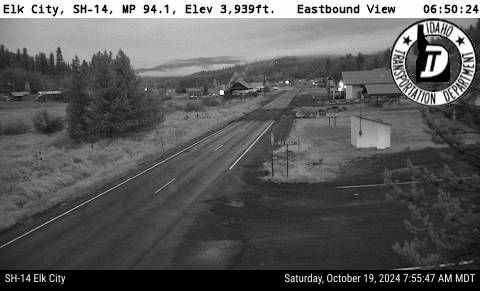 Elk City, SH-14, MP 94.1, Elev 3,939ft. Eastbound View 06:50:24
IDAHO
TRANSPORTATION DEPARTMENT
SH-14 Elk City Saturday, October 19, 2024 7:55:47 AM MDT